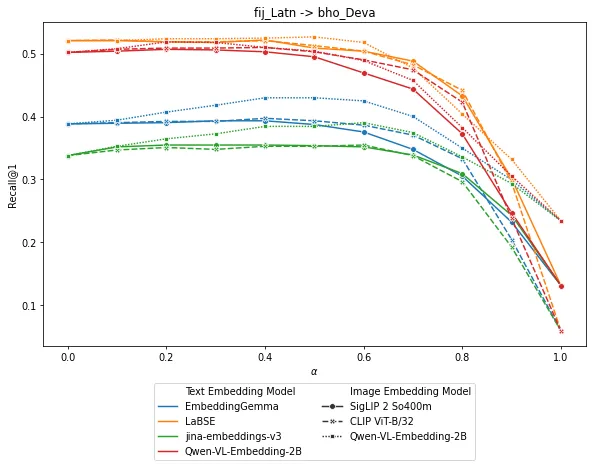 fij_Latn -> bho_Deva
Recall@1
0.5
0.4
0.3
0.2
0.1
0.0 0.2 0.4 0.6 0.8 1.0
α
Text Embedding Model Image Embedding Model
EmbeddingGemma SigLIP 2 So400m
LaBSE CLIP ViT-B/32
jina-embeddings-v3 Qwen-VL-Embedding-2B
Qwen-VL-Embedding-2B